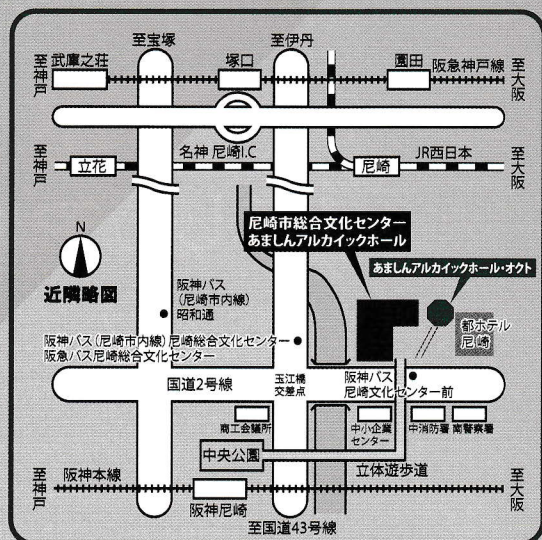 至宝塚
至伊丹
至神戸
武庫之荘
塚口
園田
阪急神戸線
至大阪
至神戸
立花
名神 尼崎I.C
尼崎
JR西日本
至大阪
N
近隣略図
尼崎市総合文化センター
あましんアルカイックホール
あましんアルカイックホール・オクト
都ホテル
尼崎
阪神バス
(尼崎市内線)
昭和通
阪神バス(尼崎市内線)尼崎総合文化センター
阪急バス尼崎総合文化センター
国道2号線
玉江橋
交差点
阪神バス
尼崎文化センター前
商工会議所
中小企業
センター
中消防署
南警察署
中央公園
立体遊歩道
至神戸
阪神本線
阪神尼崎
至大阪
至国道43号線